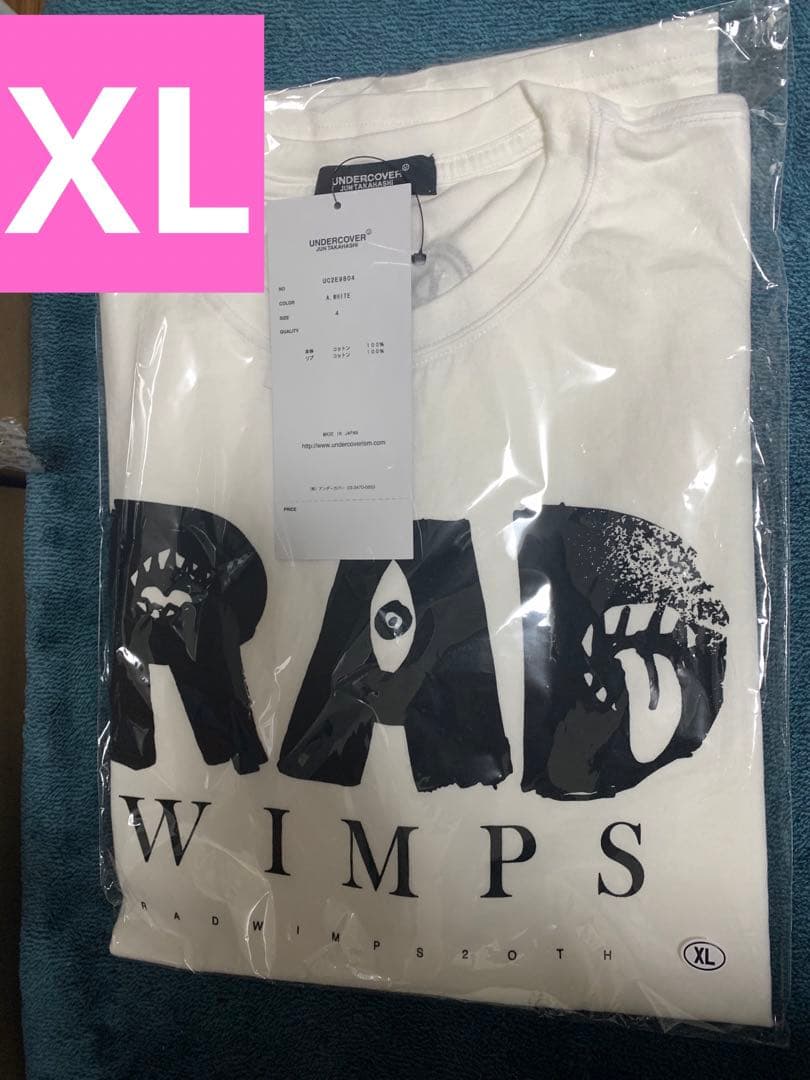 XL
UNDERCOVER
JUN TAKAHASHI
UNDERCOVER
JUN TAKAHASHI
NO UC2E9804
COLOR A.WHITE
SIZE 4
QUALITY
本体 コットン 100%
リブ コットン 100%
MADE IN JAPAN
http://www.undercoverism.com
PRICE
RAD
WIMPS
RADWIMPS20TH
XL